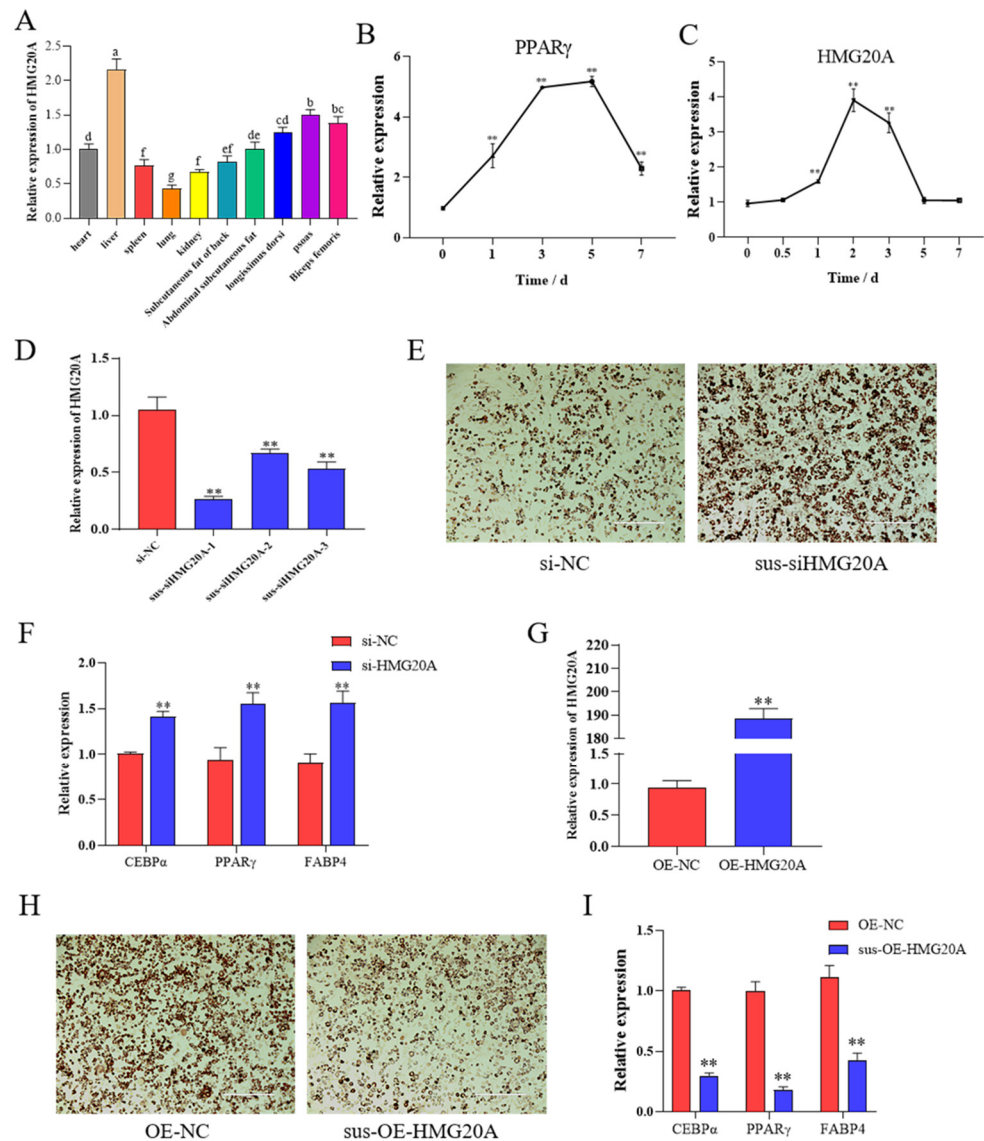 A
Relative expression of HMG20A
2.5
2.0
1.5
1.0
0.5
0.0
a
b
bc
cd
d
de
ef
f
f
g
heart
liver
spleen
lung
kidney
Subcutaneous fat of back
Abdominal subcutaneous fat
longissimus dorsi
psoas
Biceps femoris
B
PPARγ
Relative expression
6
4
2
0
**
**
**
**
0 1 3 5 7
Time / d
C
HMG20A
Relative expression
5
4
3
2
1
0
**
**
**
0 0.5 1 2 3 5 7
Time / d
D
Relative expression of HMG20A
1.5
1.0
0.5
0.0
**
**
**
si-NC
sus-siHMG20A-1
sus-siHMG20A-2
sus-siHMG20A-3
E
si-NC
sus-siHMG20A
F
si-NC
si-HMG20A
Relative expression
2.0
1.5
1.0
0.5
0.0
** ** **
CEBPα PPARγ FABP4
G
Relative expression of HMG20A
220
210
200
190
180
1.5
1.0
0.5
0.0
**
OE-NC OE-HMG20A
H
OE-NC
sus-OE-HMG20A
I
OE-NC
sus-OE-HMG20A
Relative expression
1.5
1.0
0.5
0.0
** ** **
CEBPα PPARγ FABP4